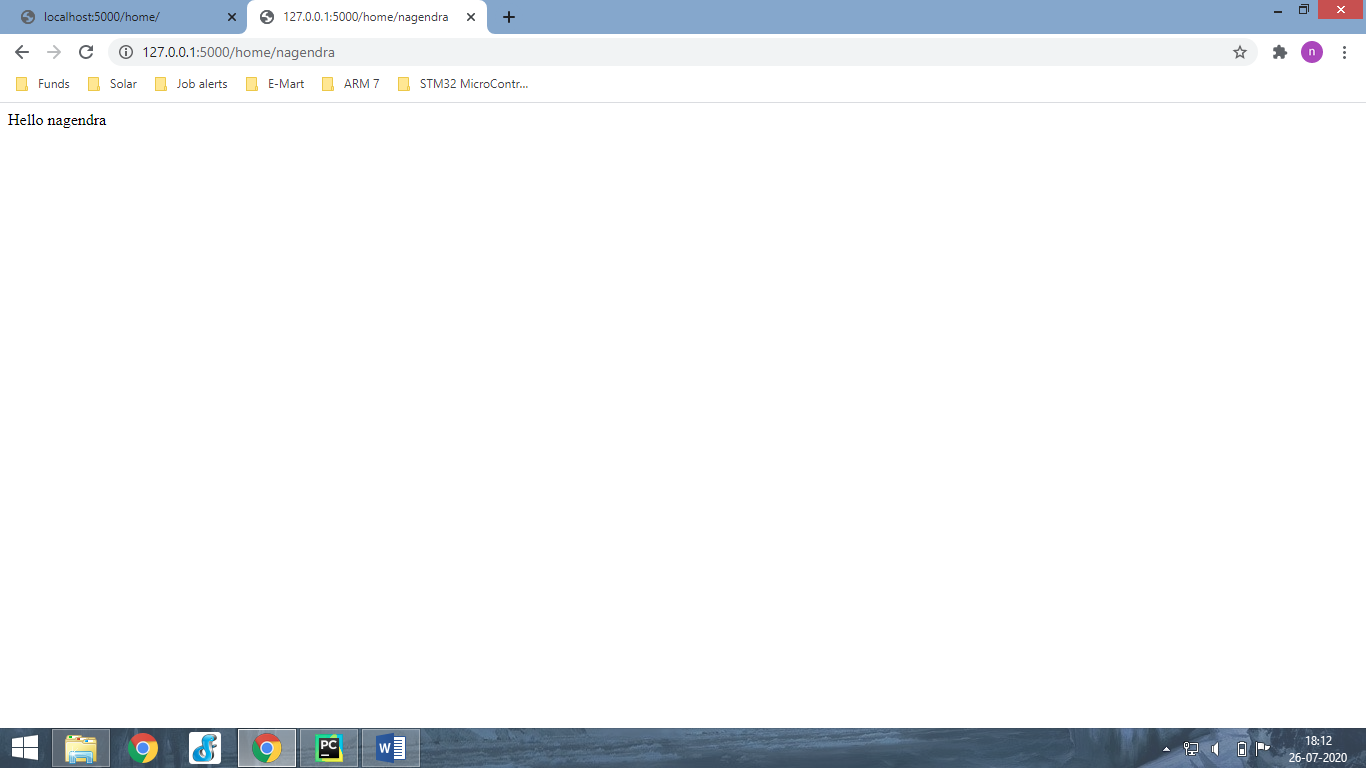 localhost:5000/home/
127.0.0.1:5000/home/nagendra
127.0.0.1:5000/home/nagendra
n
Funds
Solar
Job alerts
E-Mart
ARM 7
STM32 MicroContr...
Hello nagendra
PC
W
18:12
26-07-2020